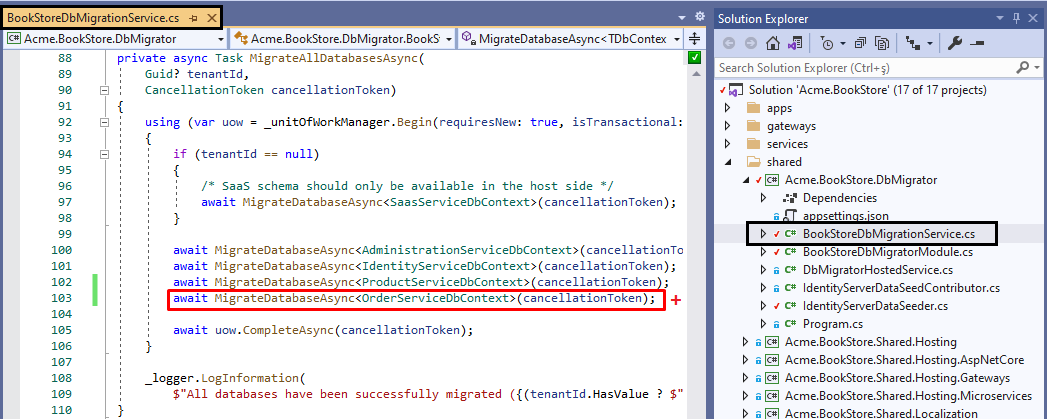 BookStoreDbMigrationService.cs
Acme.BookStore.DbMigrator
Acme.BookStore.DbMigrator.BookS
MigrateDatabaseAsync<TDbContex
88 private async Task MigrateAllDatabasesAsync(
89 Guid? tenantId,
90 CancellationToken cancellationToken)
91 {
92 using (var uow = _unitOfWorkManager.Begin(requiresNew: true, isTransactional:
93 {
94 if (tenantId == null)
95 {
96 /* SaaS schema should only be available in the host side */
97 await MigrateDatabaseAsync<SaasServiceDbContext>(cancellationToken);
98 }
99
100 await MigrateDatabaseAsync<AdministrationServiceDbContext>(cancellationTo
101 await MigrateDatabaseAsync<IdentityServiceDbContext>(cancellationToken);
102 await MigrateDatabaseAsync<ProductServiceDbContext>(cancellationToken);
103 await MigrateDatabaseAsync<OrderServiceDbContext>(cancellationToken); +
104
105 await uow.CompleteAsync(cancellationToken);
106 }
107
108 _logger.LogInformation(
109 $"All databases have been successfully migrated ({(tenantId.HasValue ? $"
110 }
Solution Explorer
Search Solution Explorer (Ctrl+ş)
Solution 'Acme.BookStore' (17 of 17 projects)
apps
gateways
services
shared
C# Acme.BookStore.DbMigrator
Dependencies
appsettings.json
C# BookStoreDbMigrationService.cs
C# BookStoreDbMigratorModule.cs
C# DbMigratorHostedService.cs
C# IdentityServerDataSeedContributor.cs
C# IdentityServerDataSeeder.cs
C# Program.cs
C# Acme.BookStore.Shared.Hosting
C# Acme.BookStore.Shared.Hosting.AspNetCore
C# Acme.BookStore.Shared.Hosting.Gateways
C# Acme.BookStore.Shared.Hosting.Microservices
C# Acme.BookStore.Shared.Localization